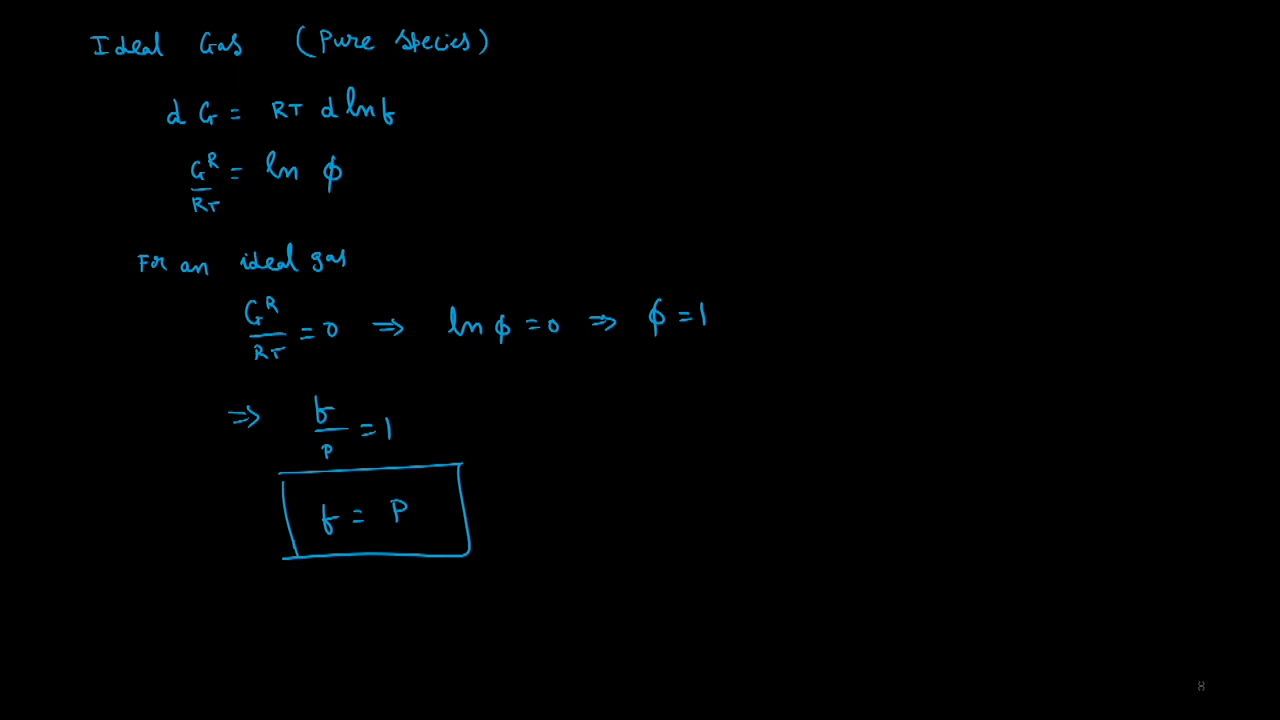 Ideal Gas (Pure species)
dG = RT d ln f
G^R/RT = ln ϕ
For an ideal gas
G^R/RT = 0 ⇒ ln ϕ = 0 ⇒ ϕ = 1
⇒ f/P = 1
f = P
8